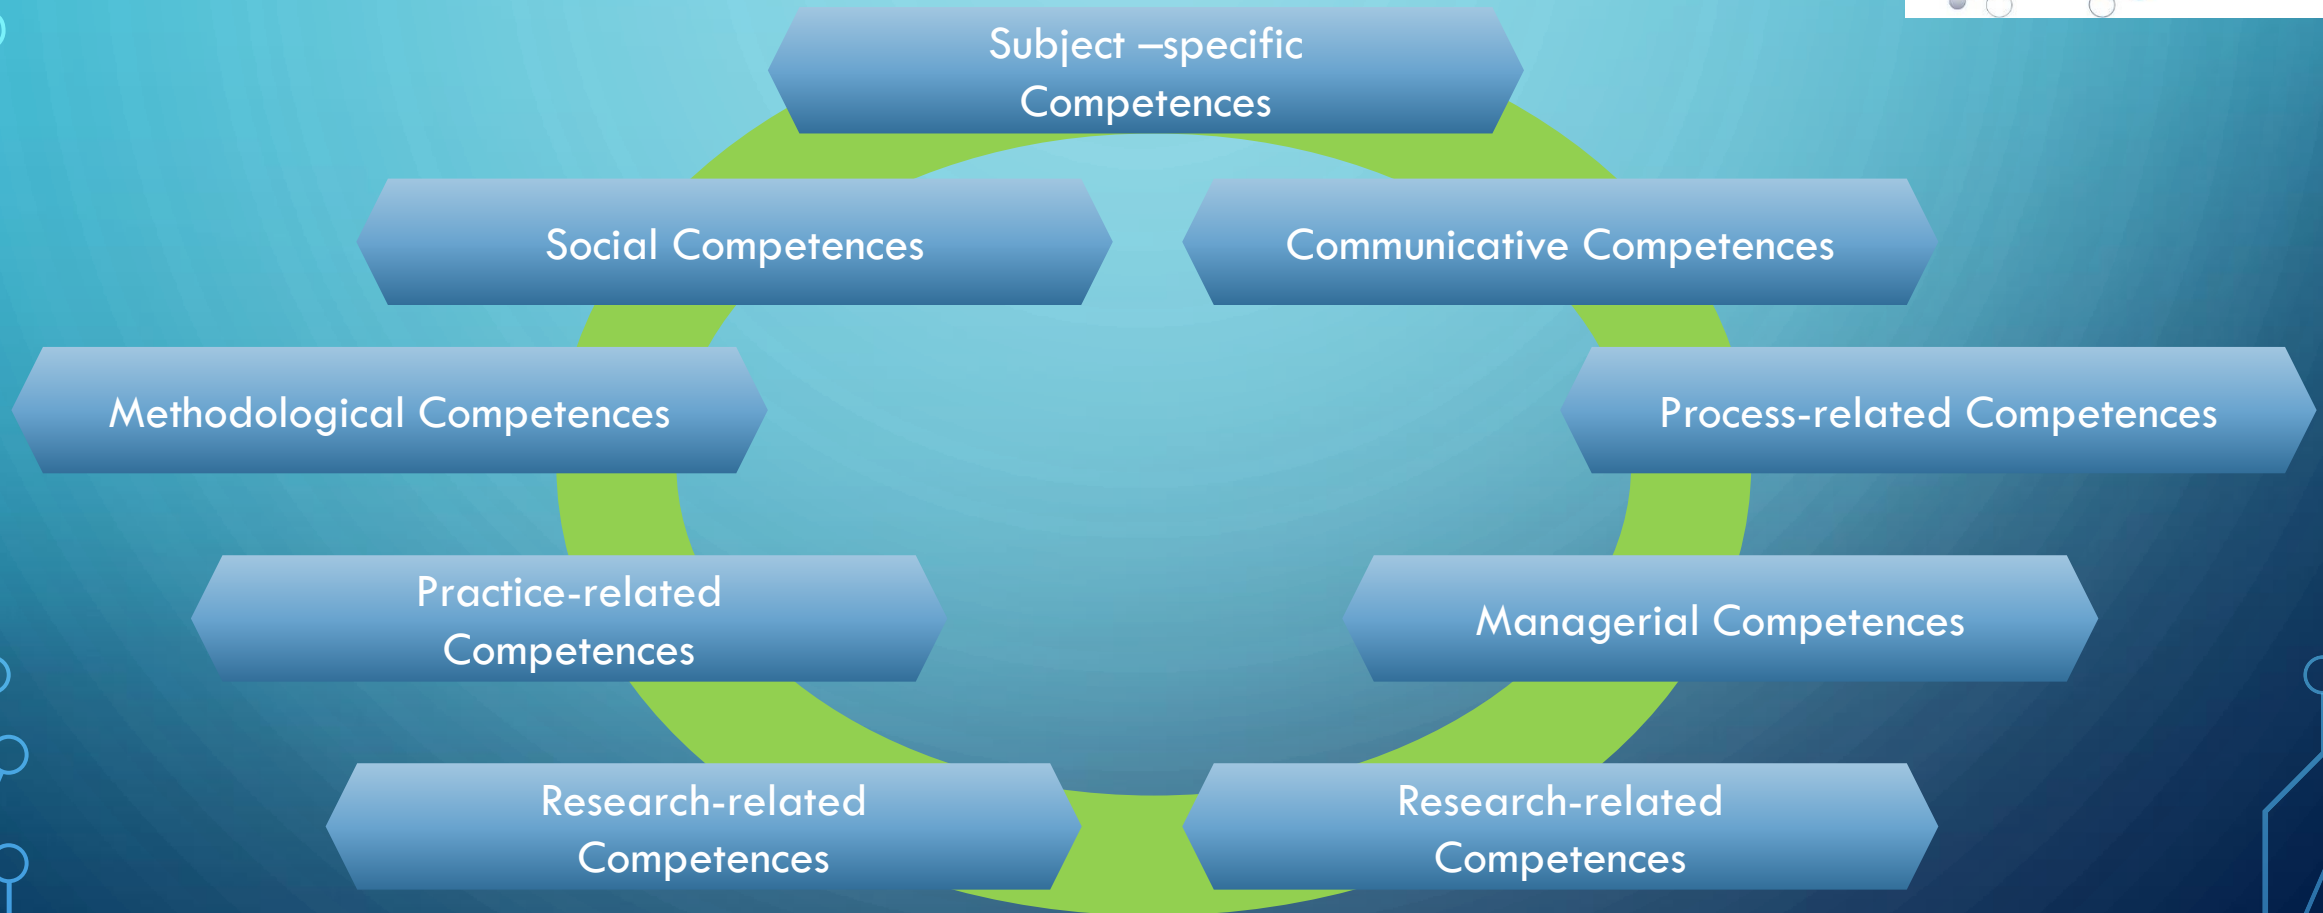 Subject –specific
Competences
Social Competences
Communicative Competences
Methodological Competences
Process-related Competences
Practice-related
Competences
Managerial Competences
Research-related
Competences
Research-related
Competences